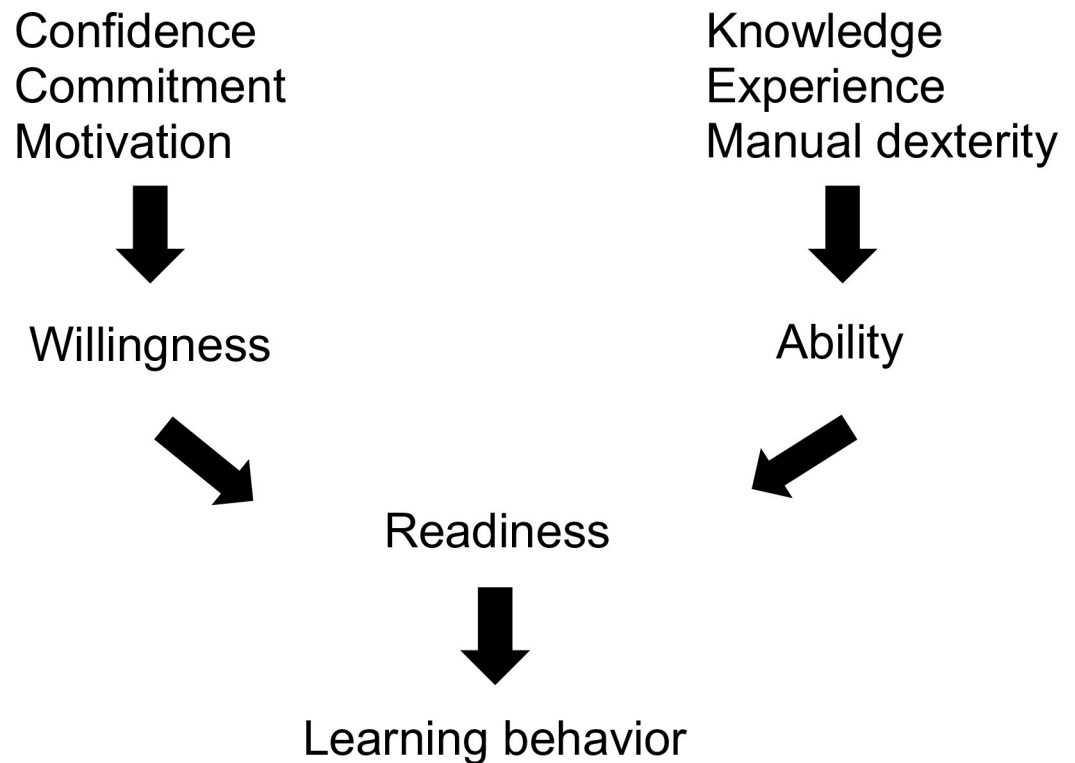 Confidence
Commitment
Motivation
Knowledge
Experience
Manual dexterity
Willingness
Ability
Readiness
Learning behavior